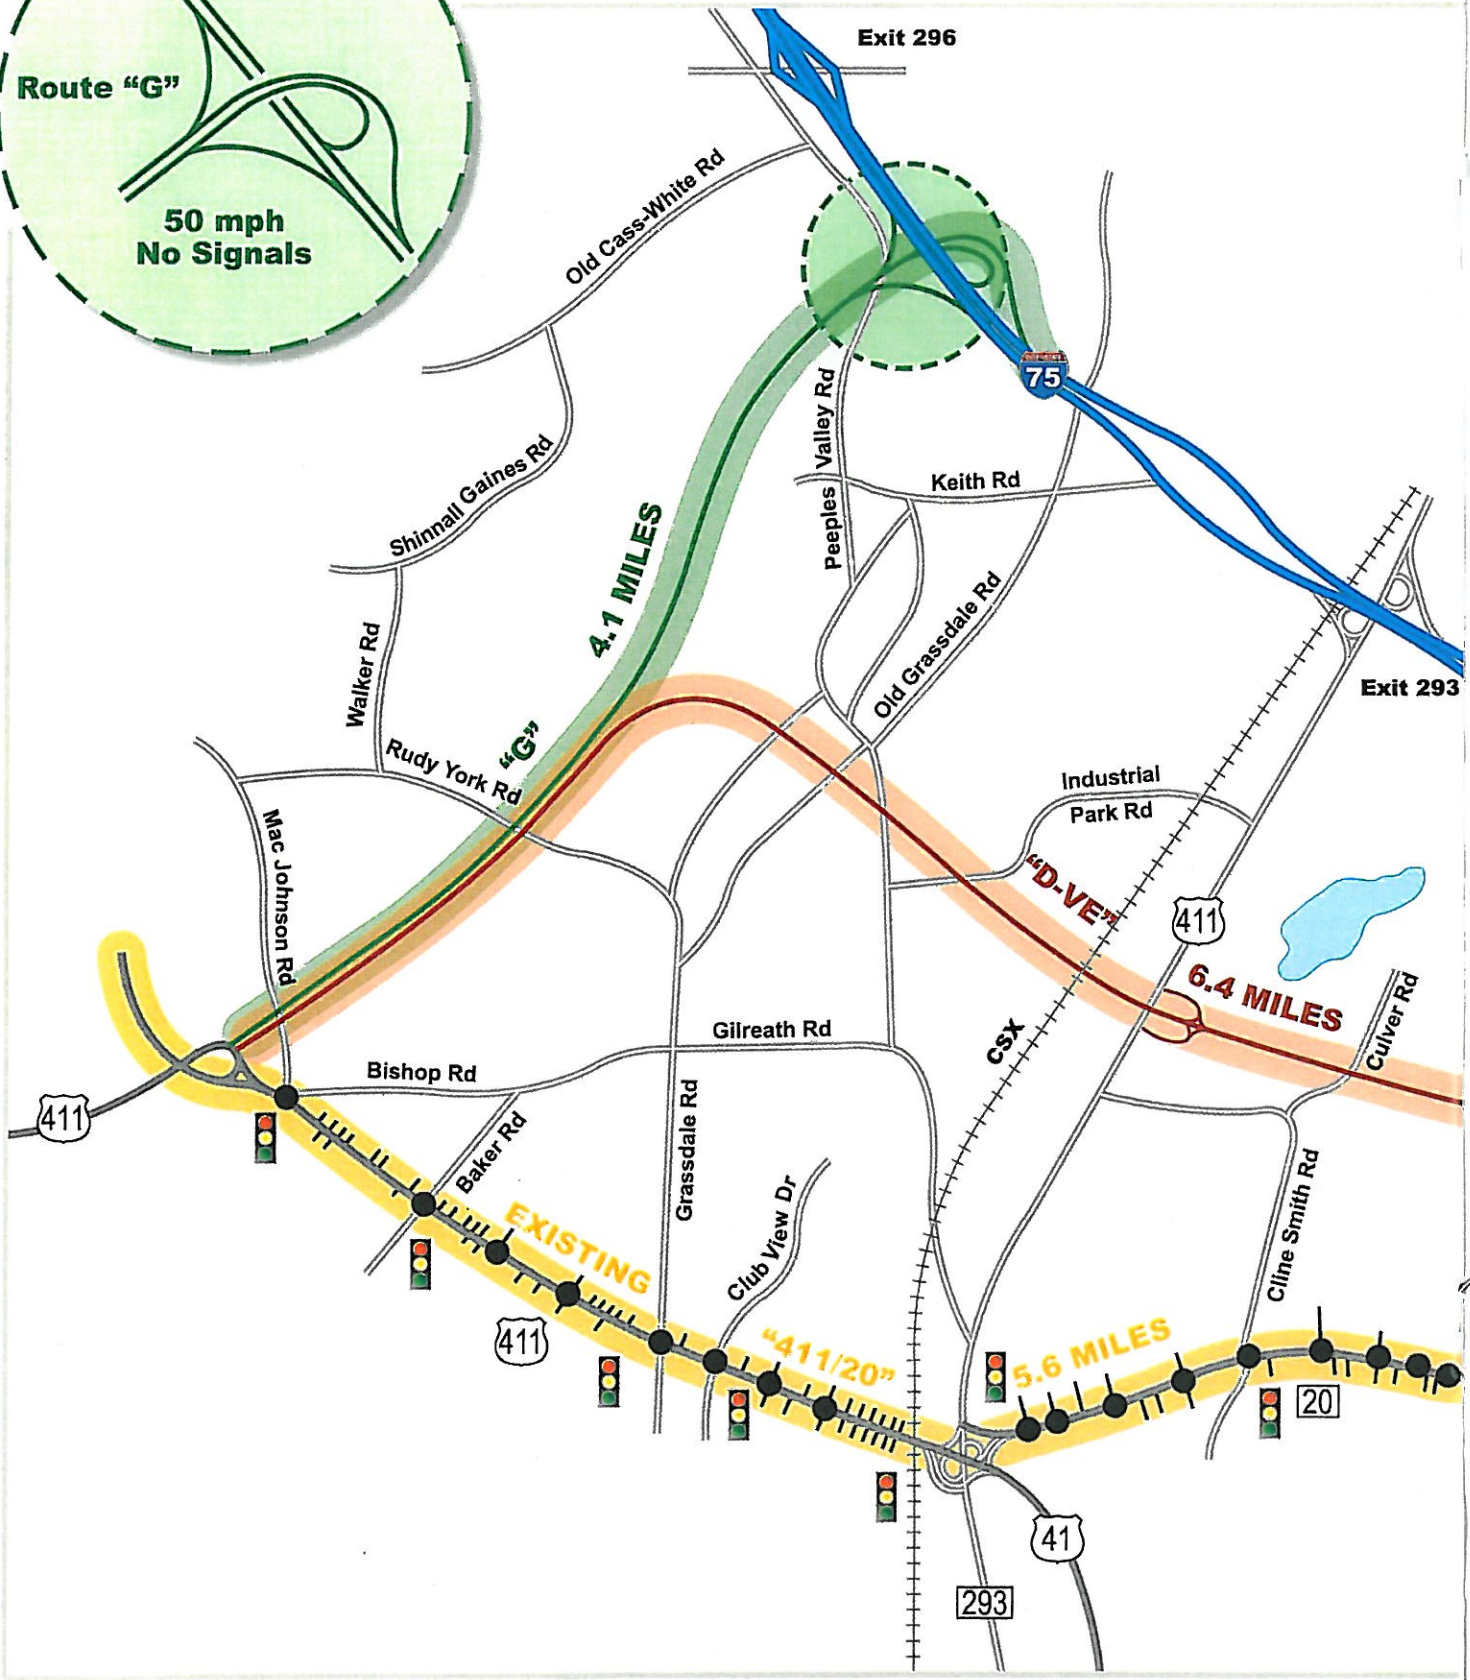 Exit 296
Route “G”
50 mph
No Signals
Old Cass-White Rd
75
Peeples Valley Rd
Keith Rd
Shinnall Gaines Rd
4.1 MILES
Old Grassdale Rd
Walker Rd
Exit 293
“G”
Rudy York Rd
Industrial
Park Rd
Mac Johnson Rd
“D-VE”
411
6.4 MILES
Culver Rd
CSX
Gilreath Rd
Bishop Rd
411
Baker Rd
Grassdale Rd
Club View Dr
Cline Smith Rd
EXISTING
411
“411/20”
5.6 MILES
20
41
293